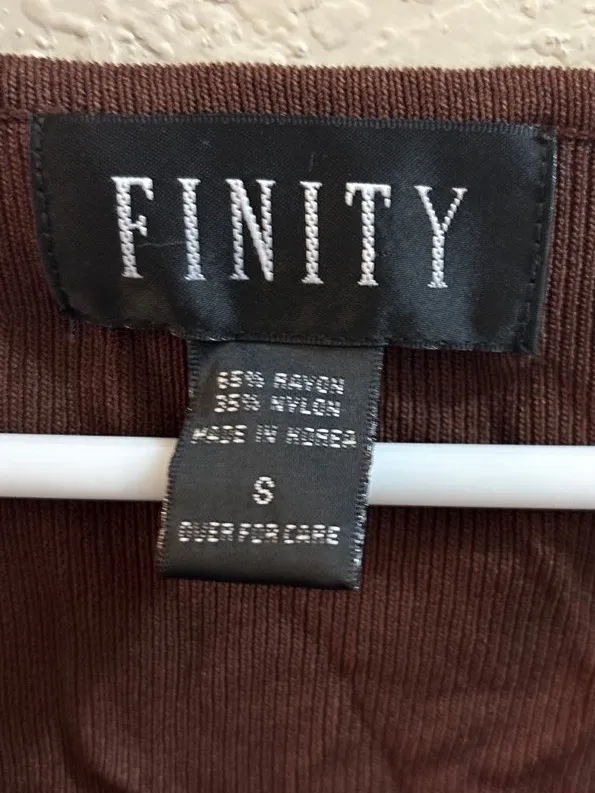 FINITY
65% RAYON
35% NYLON
MADE IN KOREA
S
OVER FOR CARE